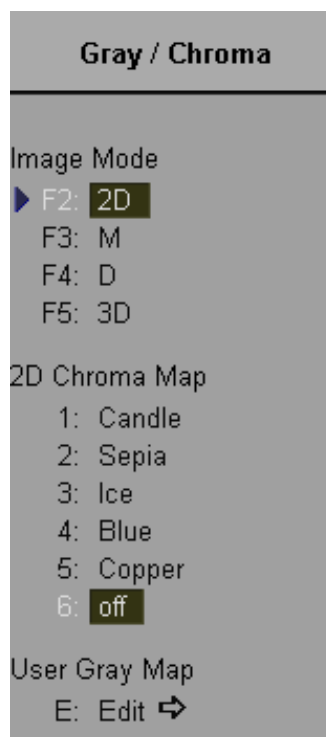 Gray / Chroma
Image Mode
F2: 2D
F3: M
F4: D
F5: 3D
2D Chroma Map
1: Candle
2: Sepia
3: Ice
4: Blue
5: Copper
6: off
User Gray Map
E: Edit